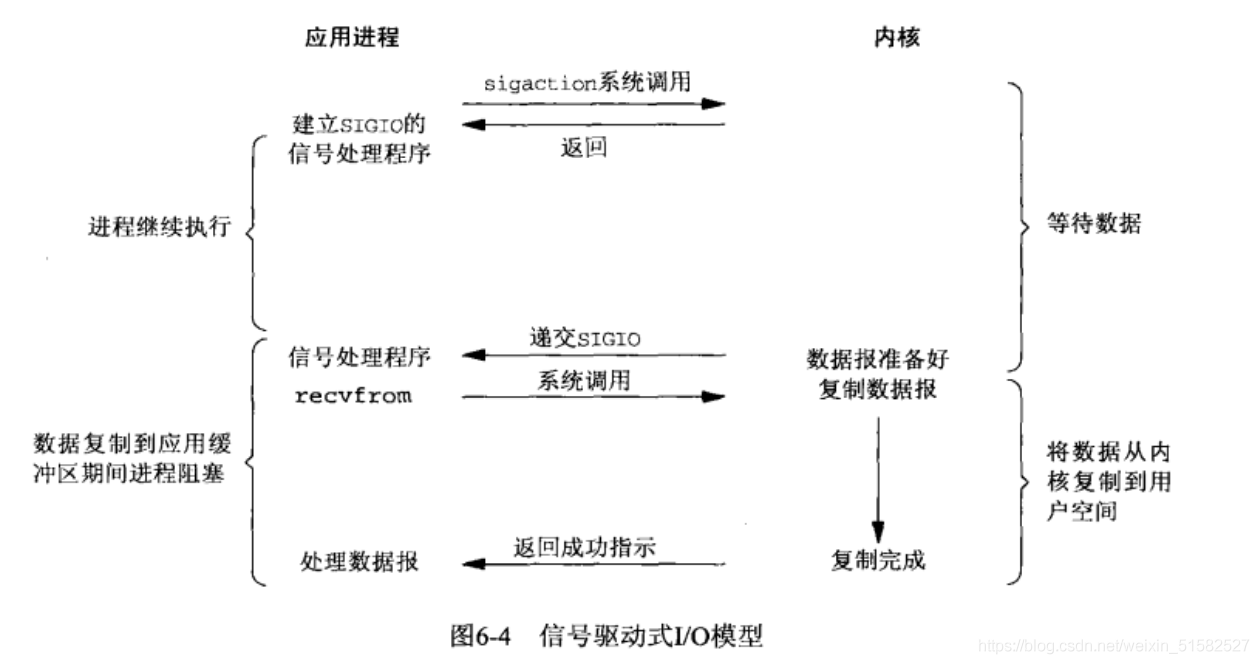 应用进程
内核
sigaction系统调用
建立SIGIO的
信号处理程序
返回
进程继续执行
等待数据
递交SIGIO
信号处理程序
数据报准备好
系统调用
复制数据报
recvfrom
数据复制到应用缓
冲区期间进程阻塞
将数据从内
核复制到用
户空间
返回成功指示
处理数据报
复制完成
图6-4 信号驱动式I/O模型
https://blog.csdn.net/weixin_51582527